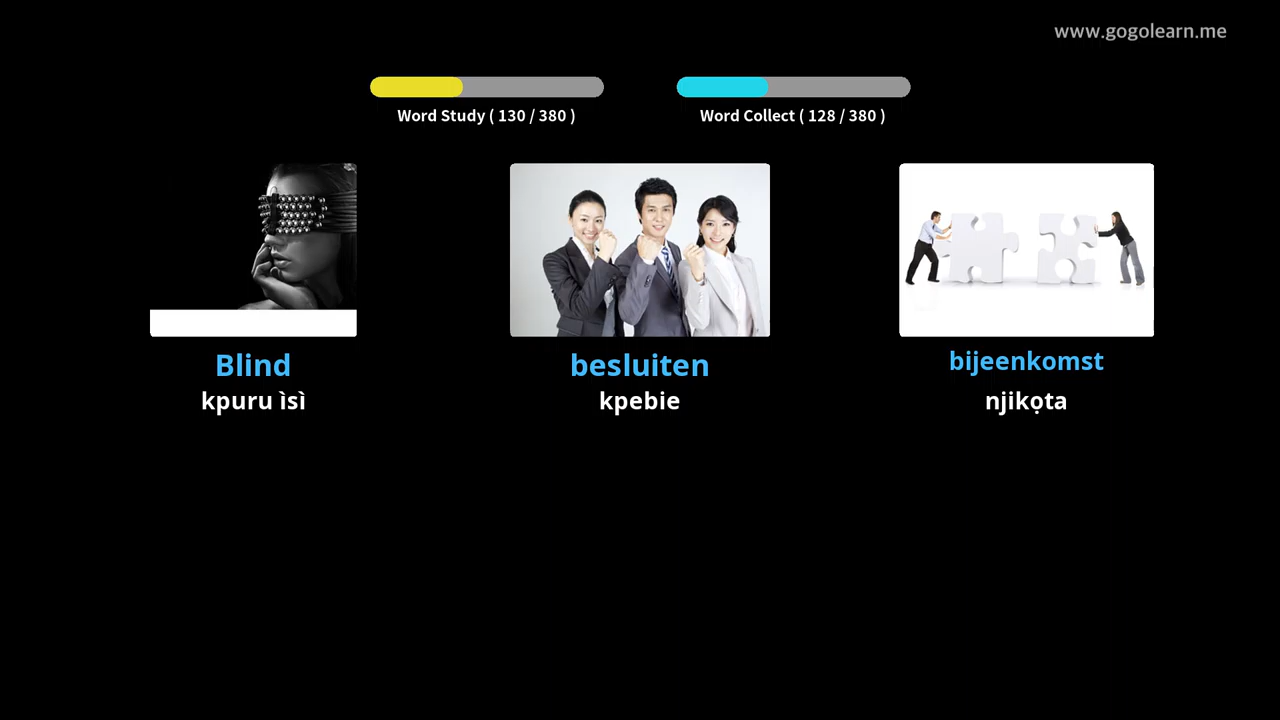 www.gogolearn.me
Word Study ( 130 / 380 )
Word Collect ( 128 / 380 )
Blind
besluiten
bijeenkomst
kpuru ìsì
kpebie
njikọta